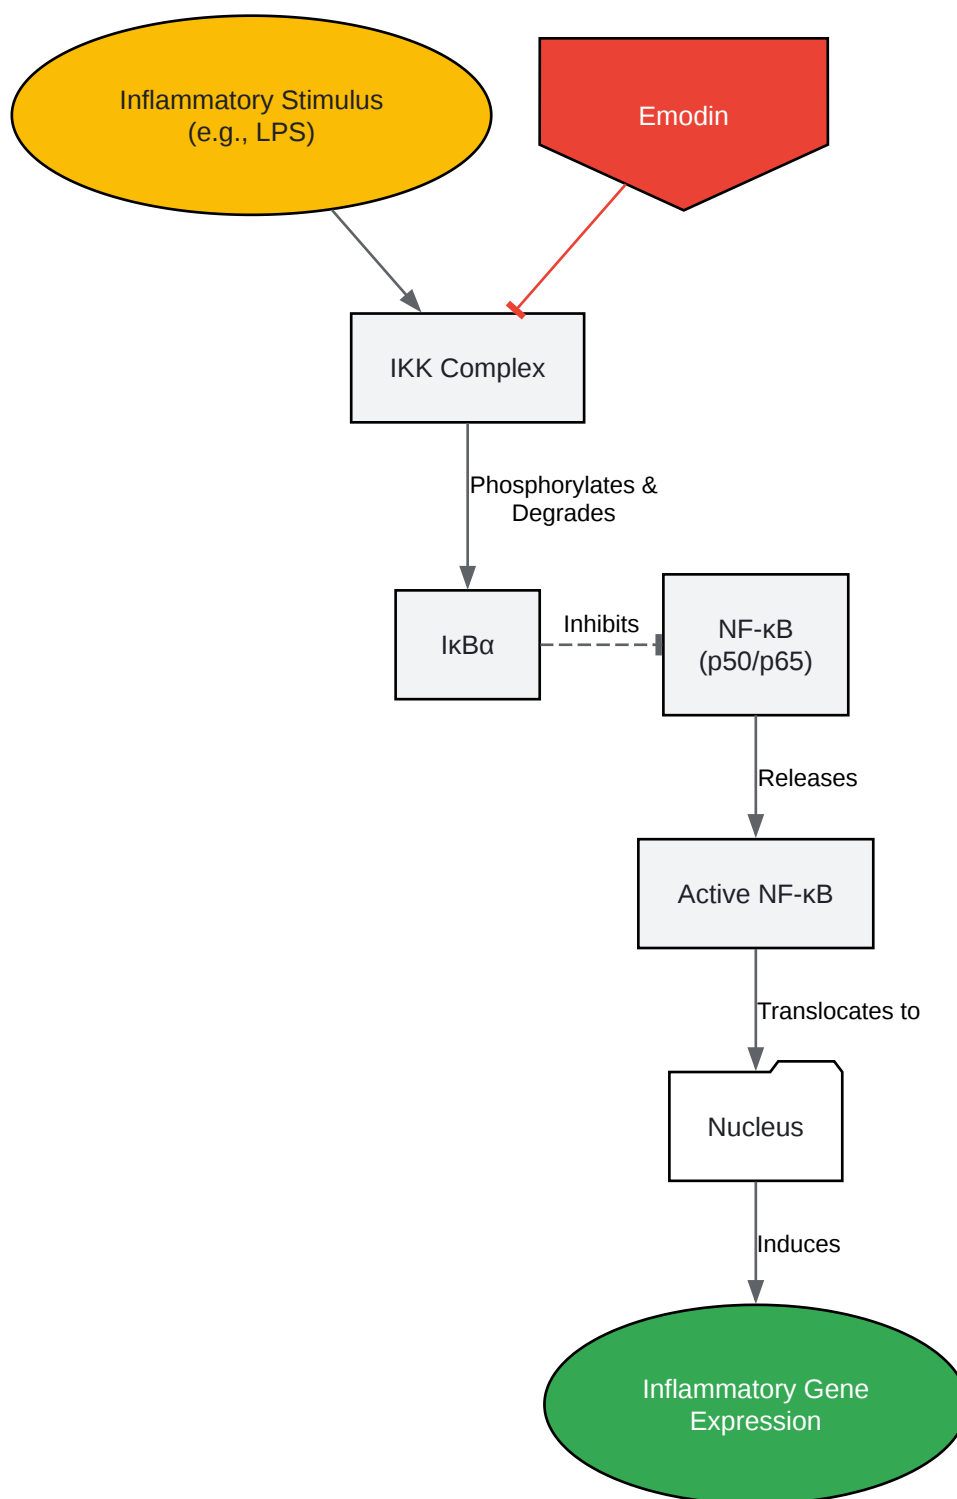 Inflammatory Stimulus
(e.g., LPS)
Emodin
IKK Complex
Phosphorylates &
Degrades
IκBα
Inhibits
NF-κB
(p50/p65)
Releases
Active NF-κB
Translocates to
Nucleus
Induces
Inflammatory Gene
Expression